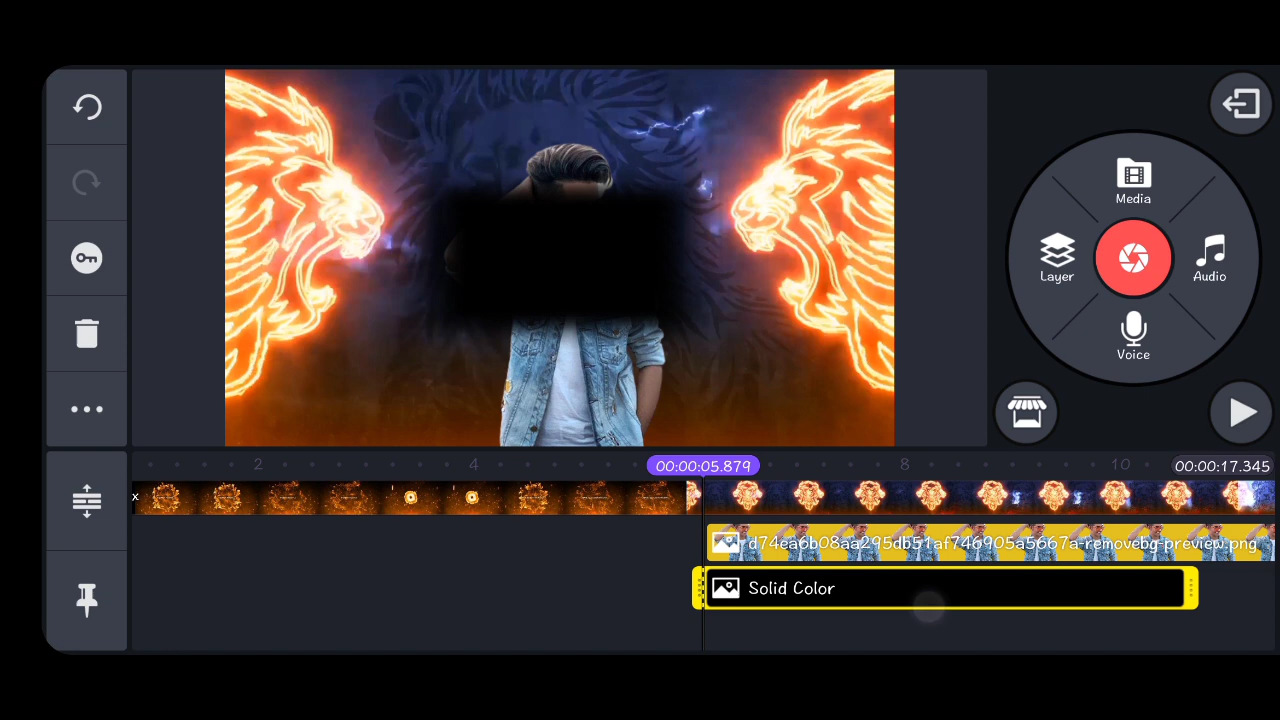 Media
Layer
Audio
Voice
2
4
00:00:05.879
8
10
00:00:17.345
x
d74ea6b08aa295db51af746905a5667a-removebg-preview.png
Solid Color